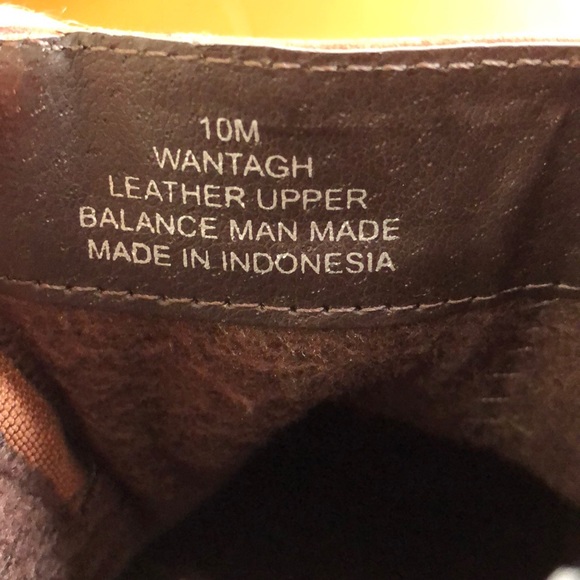 10M
WANTAGH
LEATHER UPPER
BALANCE MAN MADE
MADE IN INDONESIA